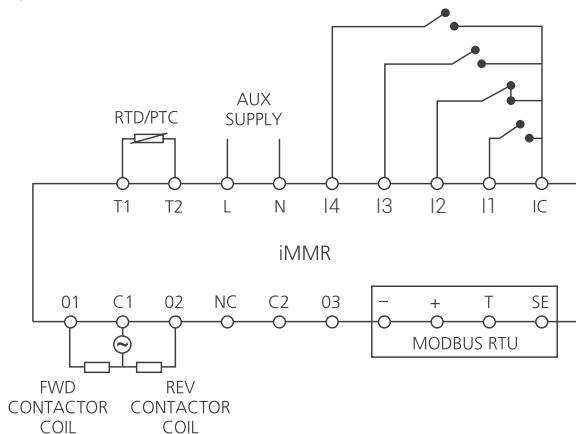 RTD/PTC
AUX
SUPPLY
T1 T2 L N I4 I3 I2 I1 IC
iMMR
01 C1 02 NC C2 03 – + T SE
MODBUS RTU
FWD
CONTACTOR
COIL
REV
CONTACTOR
COIL